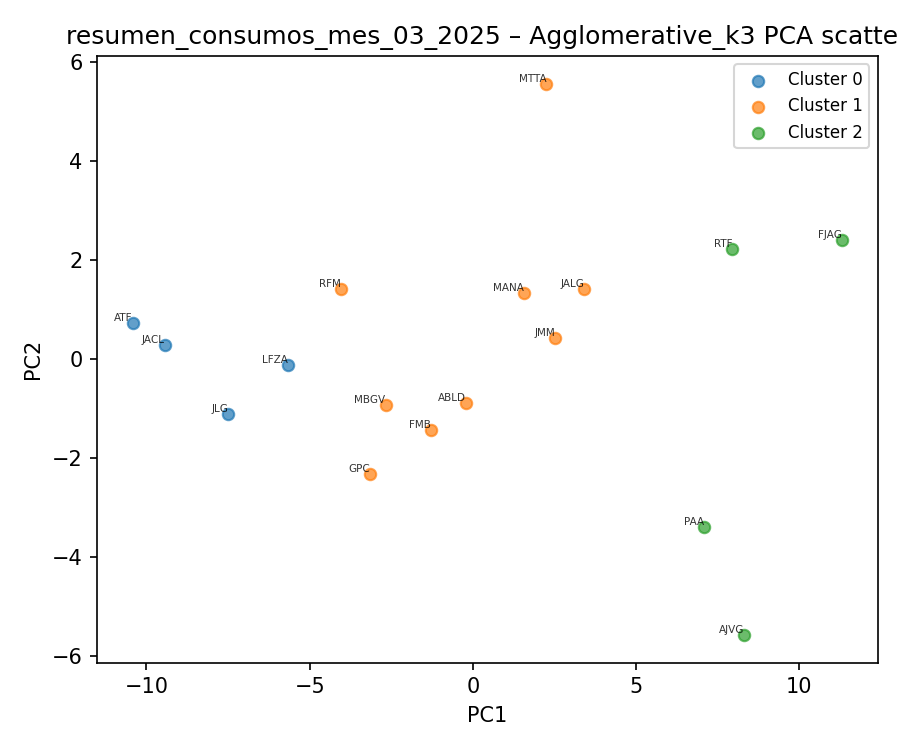 resumen_consumos_mes_03_2025 – Agglomerative_k3 PCA scatte
Cluster 0
Cluster 1
Cluster 2
MTTA
RTF
FJAG
RFM
MANA
JALG
ATF
JACL
JMM
LFZA
JLG
MBGV
ABLD
FMB
GPC
PAA
AJVG
6
4
2
0
−2
−4
−6
PC2
−10
−5
0
5
10
PC1